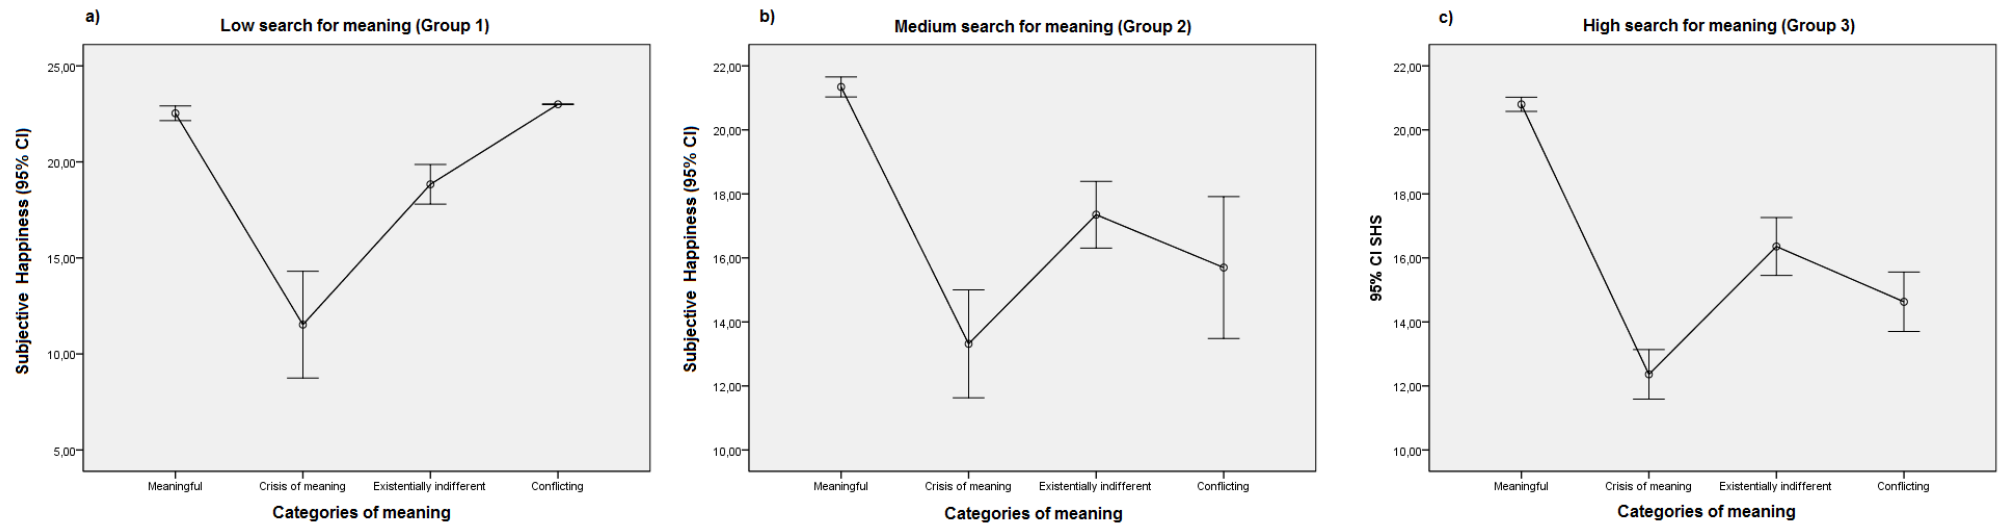 a)
Low search for meaning (Group 1)
Subjective Happiness (95% CI)
25,00
20,00
15,00
10,00
5,00
Meaningful
Crisis of meaning
Existentially indifferent
Conflicting
Categories of meaning
b)
Medium search for meaning (Group 2)
Subjective Happiness (95% CI)
22,00
20,00
18,00
16,00
14,00
12,00
10,00
Meaningful
Crisis of meaning
Existentially indifferent
Conflicting
Categories of meaning
c)
High search for meaning (Group 3)
95% CI SHS
22,00
20,00
18,00
16,00
14,00
12,00
10,00
Meaningful
Crisis of meaning
Existentially indifferent
Conflicting
Categories of meaning